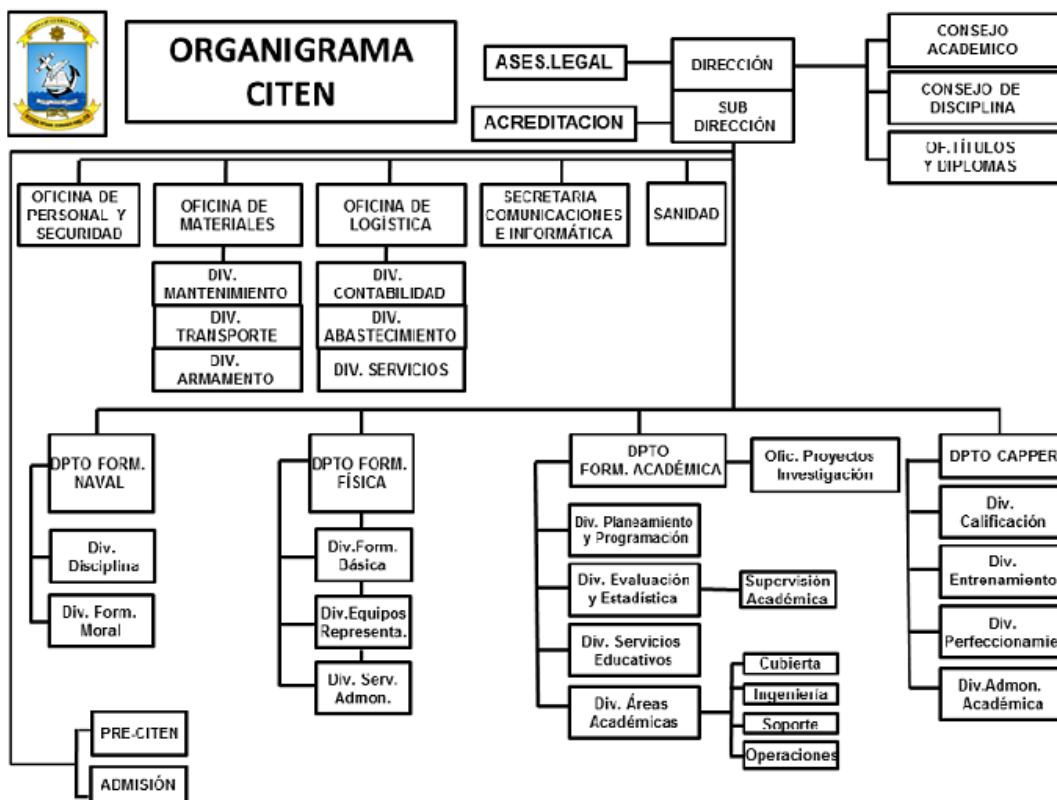 ORGANIGRAMA
CITEN
ASES.LEGAL
DIRECCIÓN
ACREDITACION
SUB
DIRECCIÓN
CONSEJO
ACADEMICO
CONSEJO DE
DISCIPLINA
OF.TÍTULOS
Y DIPLOMAS
OFICINA DE
PERSONAL Y
SEGURIDAD
OFICINA DE
MATERIALES
OFICINA DE
LOGÍSTICA
SECRETARIA
COMUNICACIONES
E INFORMÁTICA
SANIDAD
DIV.
MANTENIMIENTO
DIV.
TRANSPORTE
DIV.
ARMAMENTO
DIV.
CONTABILIDAD
DIV.
ABASTECIMIENTO
DIV. SERVICIOS
DPTO FORM.
NAVAL
Div.
Disciplina
Div. Form.
Moral
DPTO FORM.
FÍSICA
Div.Form.
Básica
Div.Equipos
Representa.
Div. Serv.
Admon.
DPTO
FORM. ACADÉMICA
Ofic. Proyectos
Investigación
Div. Planeamiento
y Programación
Div. Evaluación
y Estadística
Supervisión
Académica
Div. Servicios
Educativos
Div. Áreas
Académicas
Cubierta
Ingeniería
Soporte
Operaciones
DPTO CAPPER
Div.
Calificación
Div.
Entrenamiento
Div.
Perfeccionamie
Div.Admon.
Académica
PRE-CITEN
ADMISIÓN